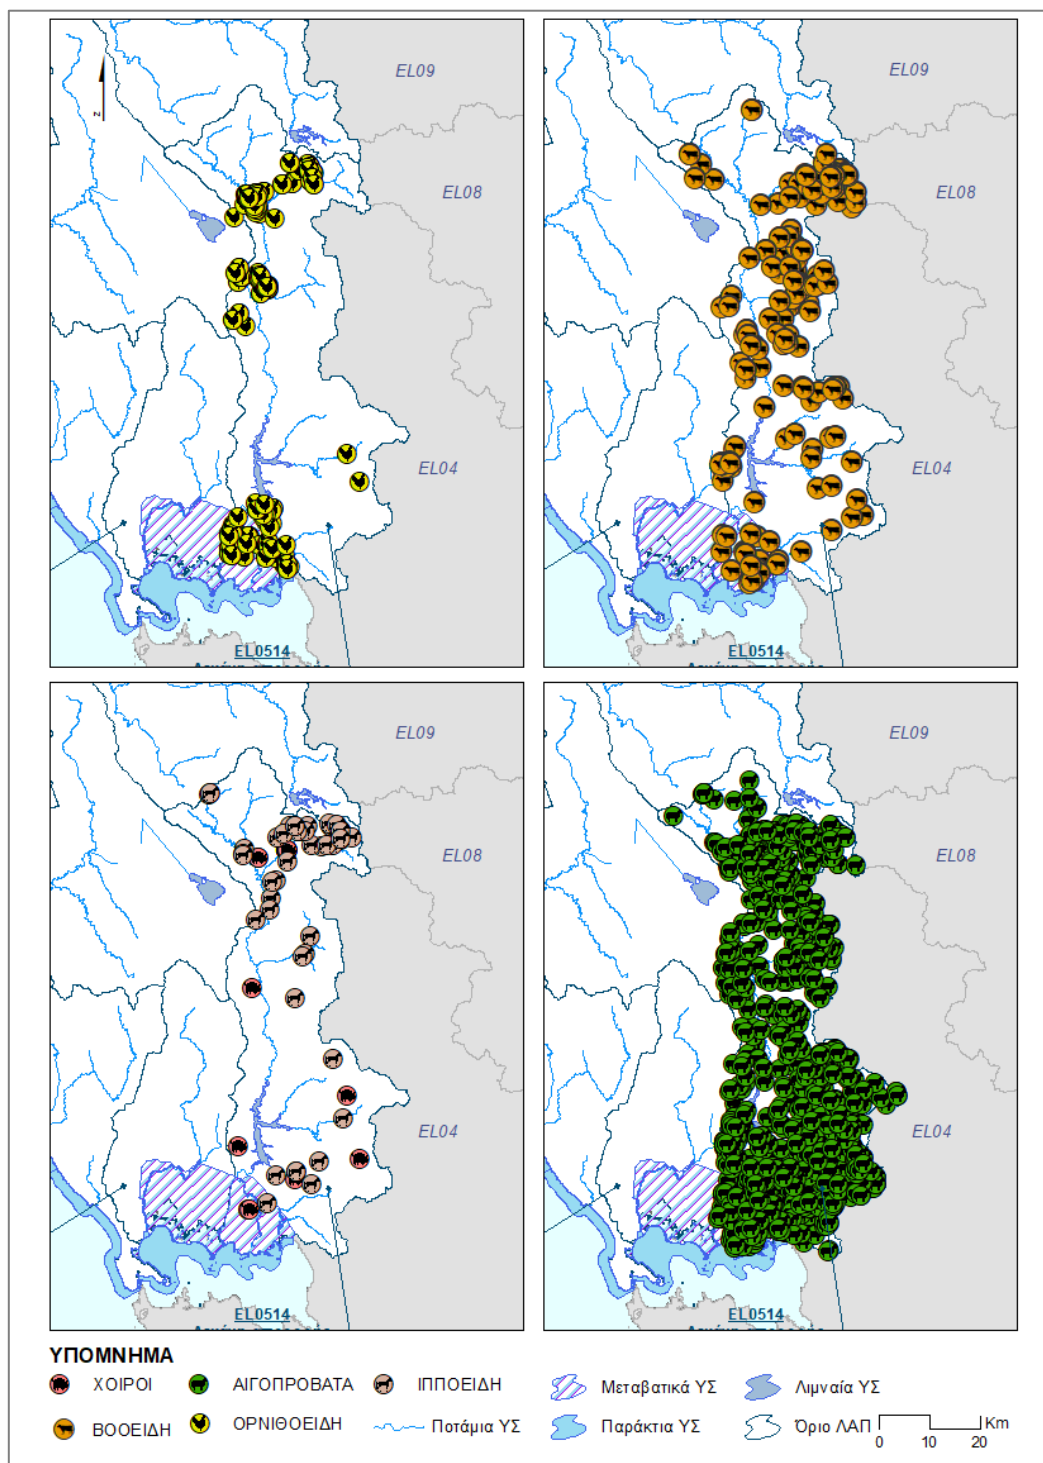 EL09
EL08
Z
EL0514
EL09
EL08
EL04
EL0514
EL09
EL08
EL04
EL0514
EL09
EL08
EL04
EL04
ΥΠΟΜΝΗΜΑ
ΧΟΙΡΟΙ ΑΙΓΟΠΡΟΒΑΤΑ ΙΠΠΟΕΙΔΗ Μεταβατικά ΥΣ Λιμναία ΥΣ
ΒΟΟΕΙΔΗ ΟΡΝΙΘΟΕΙΔΗ Ποτάμια ΥΣ Παράκτια ΥΣ Όριο ΛΑΠ Km
0 10 20